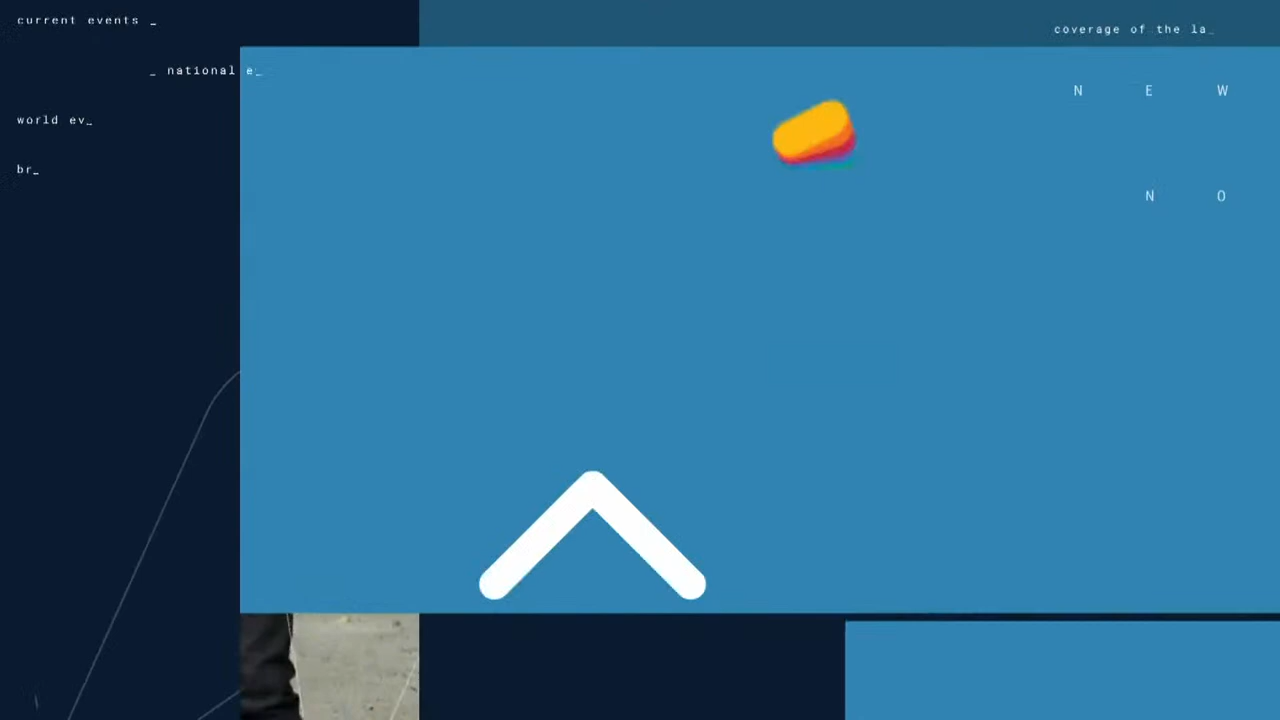 current events _
coverage of the la_
_ national e_
N E W
world ev_
br_
N O